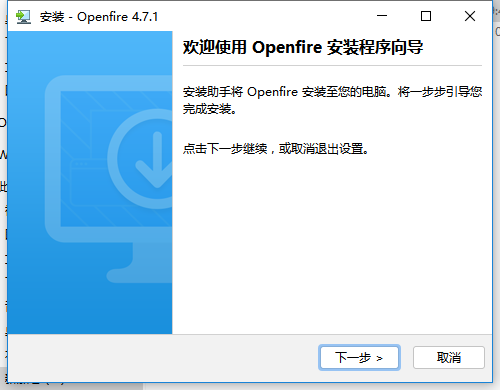 安装 - Openfire 4.7.1
欢迎使用 Openfire 安装程序向导
安装助手将 Openfire 安装至您的电脑。将一步步引导您
完成安装。
点击下一步继续，或取消退出设置。
下一步 >
取消